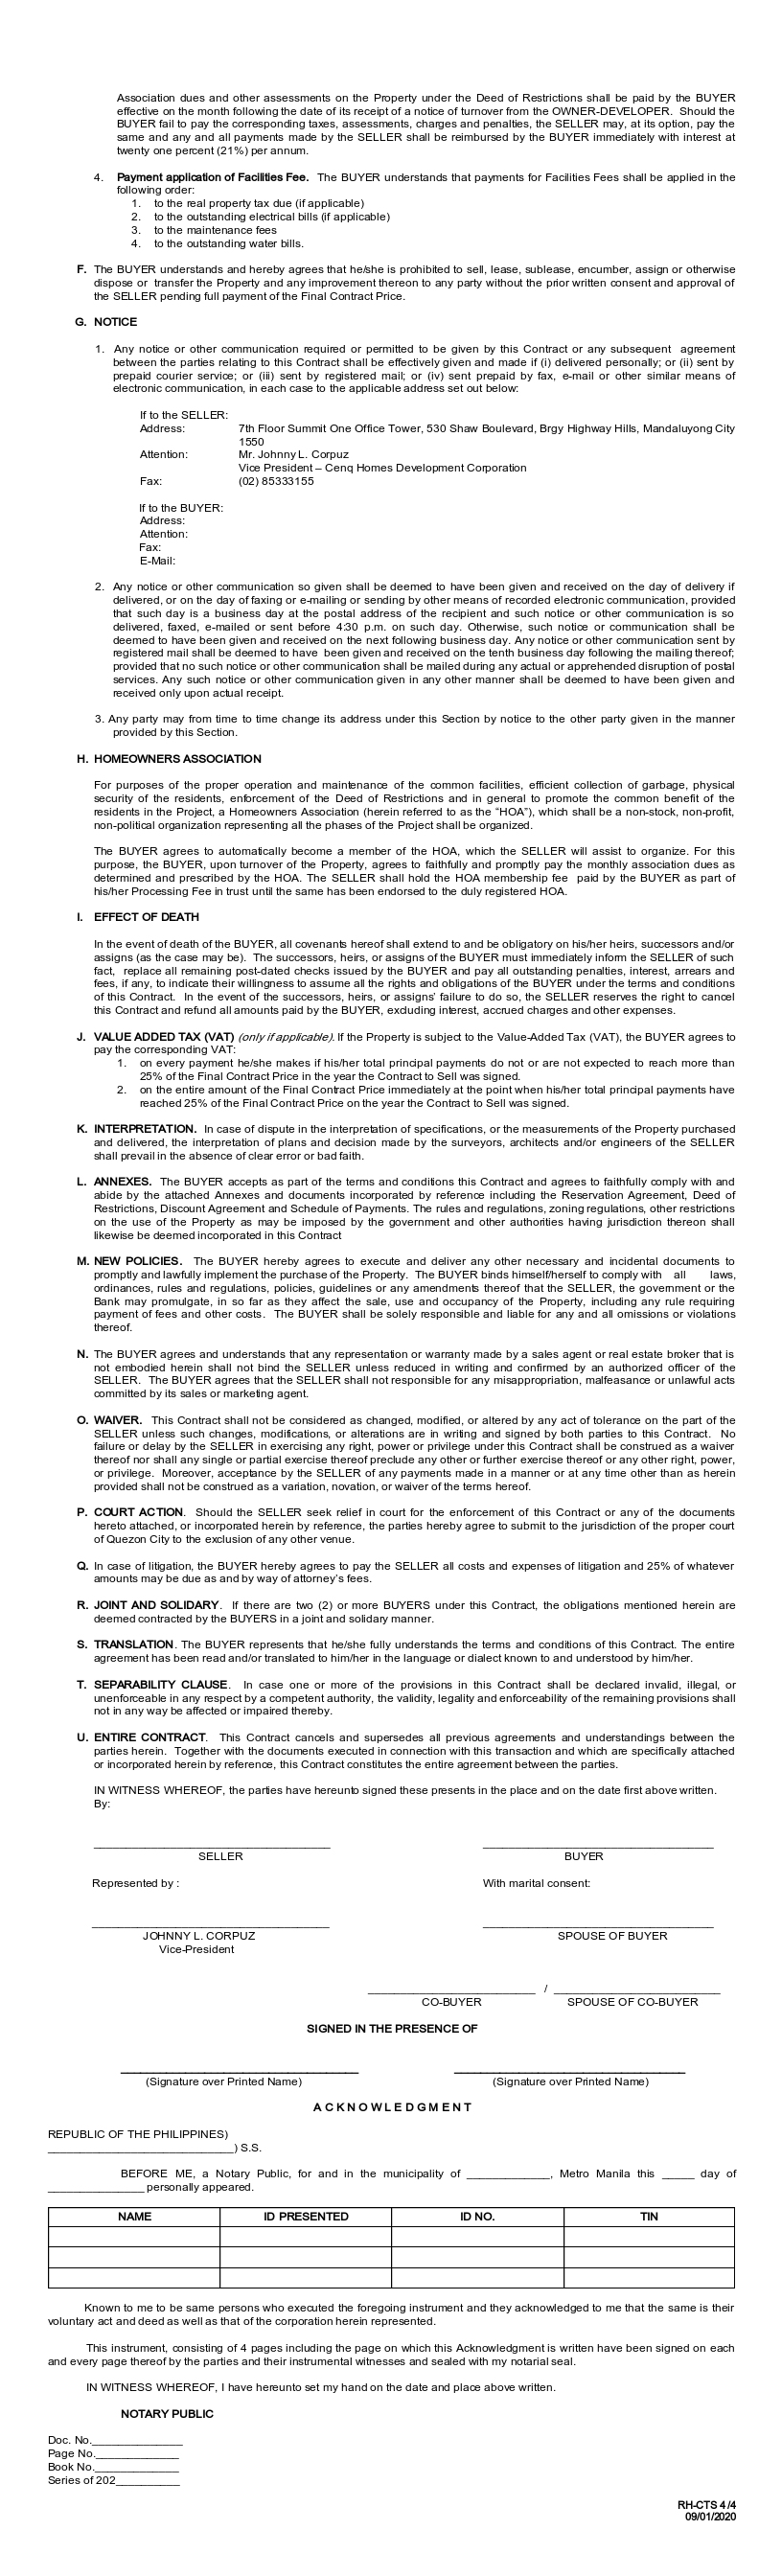 Association dues and other assessments on the Property under the Deed of Restrictions shall be paid by the BUYER
effective on the month following the date of its receipt of a notice of turnover from the OWNER-DEVELOPER. Should the
BUYER fail to pay the corresponding taxes, assessments, charges and penalties, the SELLER may, at its option, pay the
same and any and all payments made by the SELLER shall be reimbursed by the BUYER immediately with interest at
twenty one percent (21%) per annum.
4. Payment application of Facilities Fee. The BUYER understands that payments for Facilities Fees shall be applied in the
following order:
1. to the real property tax due (if applicable)
2. to the outstanding electrical bills (if applicable)
3. to the maintenance fees
4. to the outstanding water bills.
F. The BUYER understands and hereby agrees that he/she is prohibited to sell, lease, sublease, encumber, assign or otherwise
dispose or transfer the Property and any improvement thereon to any party without the prior written consent and approval of
the SELLER pending full payment of the Final Contract Price.
G. NOTICE
1. Any notice or other communication required or permitted to be given by this Contract or any subsequent agreement
between the parties relating to this Contract shall be effectively given and made if (i) delivered personally; or (ii) sent by
prepaid courier service; or (iii) sent by registered mail; or (iv) sent prepaid by fax, e-mail or other similar means of
electronic communication, in each case to the applicable address set out below:
If to the SELLER:
Address: 7th Floor Summit One Office Tower, 530 Shaw Boulevard, Brgy Highway Hills, Mandaluyong City
1550
Attention: Mr. Johnny L. Corpuz
Vice President – Cenq Homes Development Corporation
Fax: (02) 85333155
If to the BUYER:
Address:
Attention:
Fax:
E-Mail:
2. Any notice or other communication so given shall be deemed to have been given and received on the day of delivery if
delivered, or on the day of faxing or e-mailing or sending by other means of recorded electronic communication, provided
that such day is a business day at the postal address of the recipient and such notice or other communication is so
delivered, faxed, e-mailed or sent before 4:30 p.m. on such day. Otherwise, such notice or communication shall be
deemed to have been given and received on the next following business day. Any notice or other communication sent by
registered mail shall be deemed to have been given and received on the tenth business day following the mailing thereof;
provided that no such notice or other communication shall be mailed during any actual or apprehended disruption of postal
services. Any such notice or other communication given in any other manner shall be deemed to have been given and
received only upon actual receipt.
3. Any party may from time to time change its address under this Section by notice to the other party given in the manner
provided by this Section.
H. HOMEOWNERS ASSOCIATION
For purposes of the proper operation and maintenance of the common facilities, efficient collection of garbage, physical
security of the residents, enforcement of the Deed of Restrictions and in general to promote the common benefit of the
residents in the Project, a Homeowners Association (herein referred to as the “HOA”), which shall be a non-stock, non-profit,
non-political organization representing all the phases of the Project shall be organized.
The BUYER agrees to automatically become a member of the HOA, which the SELLER will assist to organize. For this
purpose, the BUYER, upon turnover of the Property, agrees to faithfully and promptly pay the monthly association dues as
determined and prescribed by the HOA. The SELLER shall hold the HOA membership fee paid by the BUYER as part of
his/her Processing Fee in trust until the same has been endorsed to the duly registered HOA.
I. EFFECT OF DEATH
In the event of death of the BUYER, all covenants hereof shall extend to and be obligatory on his/her heirs, successors and/or
assigns (as the case may be). The successors, heirs, or assigns of the BUYER must immediately inform the SELLER of such
fact, replace all remaining post-dated checks issued by the BUYER and pay all outstanding penalties, interest, arrears and
fees, if any, to indicate their willingness to assume all the rights and obligations of the BUYER under the terms and conditions
of this Contract. In the event of the successors, heirs, or assigns’ failure to do so, the SELLER reserves the right to cancel
this Contract and refund all amounts paid by the BUYER, excluding interest, accrued charges and other expenses.
J. VALUE ADDED TAX (VAT) (only if applicable). If the Property is subject to the Value-Added Tax (VAT), the BUYER agrees to
pay the corresponding VAT:
1. on every payment he/she makes if his/her total principal payments do not or are not expected to reach more than
25% of the Final Contract Price in the year the Contract to Sell was signed.
2. on the entire amount of the Final Contract Price immediately at the point when his/her total principal payments have
reached 25% of the Final Contract Price on the year the Contract to Sell was signed.
K. INTERPRETATION. In case of dispute in the interpretation of specifications, or the measurements of the Property purchased
and delivered, the interpretation of plans and decision made by the surveyors, architects and/or engineers of the SELLER
shall prevail in the absence of clear error or bad faith.
L. ANNEXES. The BUYER accepts as part of the terms and conditions this Contract and agrees to faithfully comply with and
abide by the attached Annexes and documents incorporated by reference including the Reservation Agreement, Deed of
Restrictions, Discount Agreement and Schedule of Payments. The rules and regulations, zoning regulations, other restrictions
on the use of the Property as may be imposed by the government and other authorities having jurisdiction thereon shall
likewise be deemed incorporated in this Contract
M. NEW POLICIES. The BUYER hereby agrees to execute and deliver any other necessary and incidental documents to
promptly and lawfully implement the purchase of the Property. The BUYER binds himself/herself to comply with all laws,
ordinances, rules and regulations, policies, guidelines or any amendments thereof that the SELLER, the government or the
Bank may promulgate, in so far as they affect the sale, use and occupancy of the Property, including any rule requiring
payment of fees and other costs. The BUYER shall be solely responsible and liable for any and all omissions or violations
thereof.
N. The BUYER agrees and understands that any representation or warranty made by a sales agent or real estate broker that is
not embodied herein shall not bind the SELLER unless reduced in writing and confirmed by an authorized officer of the
SELLER. The BUYER agrees that the SELLER shall not responsible for any misappropriation, malfeasance or unlawful acts
committed by its sales or marketing agent.
O. WAIVER. This Contract shall not be considered as changed, modified, or altered by any act of tolerance on the part of the
SELLER unless such changes, modifications, or alterations are in writing and signed by both parties to this Contract. No
failure or delay by the SELLER in exercising any right, power or privilege under this Contract shall be construed as a waiver
thereof nor shall any single or partial exercise thereof preclude any other or further exercise thereof or any other right, power,
or privilege. Moreover, acceptance by the SELLER of any payments made in a manner or at any time other than as herein
provided shall not be construed as a variation, novation, or waiver of the terms hereof.
P. COURT ACTION. Should the SELLER seek relief in court for the enforcement of this Contract or any of the documents
hereto attached, or incorporated herein by reference, the parties hereby agree to submit to the jurisdiction of the proper court
of Quezon City to the exclusion of any other venue.
Q. In case of litigation, the BUYER hereby agrees to pay the SELLER all costs and expenses of litigation and 25% of whatever
amounts may be due as and by way of attorney’s fees.
R. JOINT AND SOLIDARY. If there are two (2) or more BUYERS under this Contract, the obligations mentioned herein are
deemed contracted by the BUYERS in a joint and solidary manner.
S. TRANSLATION. The BUYER represents that he/she fully understands the terms and conditions of this Contract. The entire
agreement has been read and/or translated to him/her in the language or dialect known to and understood by him/her.
T. SEPARABILITY CLAUSE. In case one or more of the provisions in this Contract shall be declared invalid, illegal, or
unenforceable in any respect by a competent authority, the validity, legality and enforceability of the remaining provisions shall
not in any way be affected or impaired thereby.
U. ENTIRE CONTRACT. This Contract cancels and supersedes all previous agreements and understandings between the
parties herein. Together with the documents executed in connection with this transaction and which are specifically attached
or incorporated herein by reference, this Contract constitutes the entire agreement between the parties.
IN WITNESS WHEREOF, the parties have hereunto signed these presents in the place and on the date first above written.
By:
SELLER BUYER
Represented by : With marital consent:
JOHNNY L. CORPUZ SPOUSE OF BUYER
Vice-President
/
CO-BUYER SPOUSE OF CO-BUYER
SIGNED IN THE PRESENCE OF
(Signature over Printed Name) (Signature over Printed Name)
A C K N O W L E D G M E N T
REPUBLIC OF THE PHILIPPINES)
____________________________) S.S.
BEFORE ME, a Notary Public, for and in the municipality of _____________, Metro Manila this _____ day of
_______________ personally appeared.
NAME ID PRESENTED ID NO. TIN
Known to me to be same persons who executed the foregoing instrument and they acknowledged to me that the same is their
voluntary act and deed as well as that of the corporation herein represented.
This instrument, consisting of 4 pages including the page on which this Acknowledgment is written have been signed on each
and every page thereof by the parties and their instrumental witnesses and sealed with my notarial seal.
IN WITNESS WHEREOF, I have hereunto set my hand on the date and place above written.
NOTARY PUBLIC
Doc. No.______________
Page No._____________
Book No._____________
Series of 202__________
RH-CTS 4 /4
09/01/2020